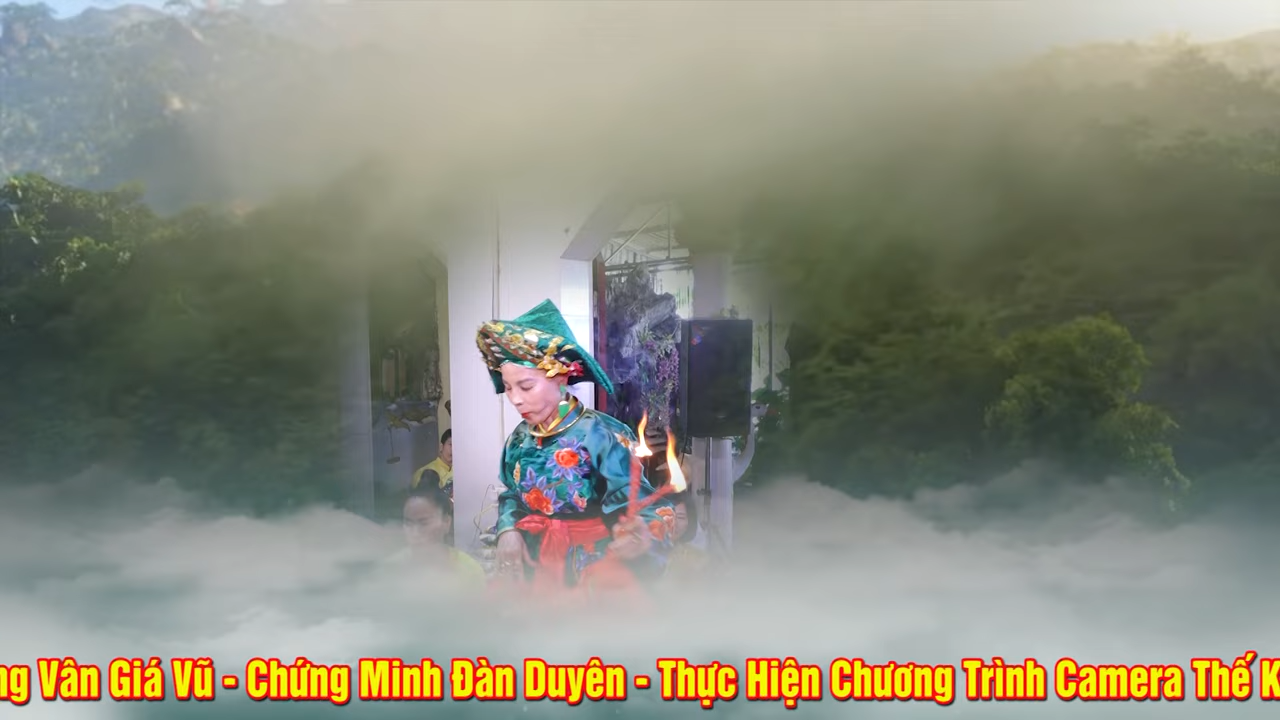 Vân Giá Vũ - Chứng Minh Đàn Duyên - Thực Hiện Chương Trình Camera Thế